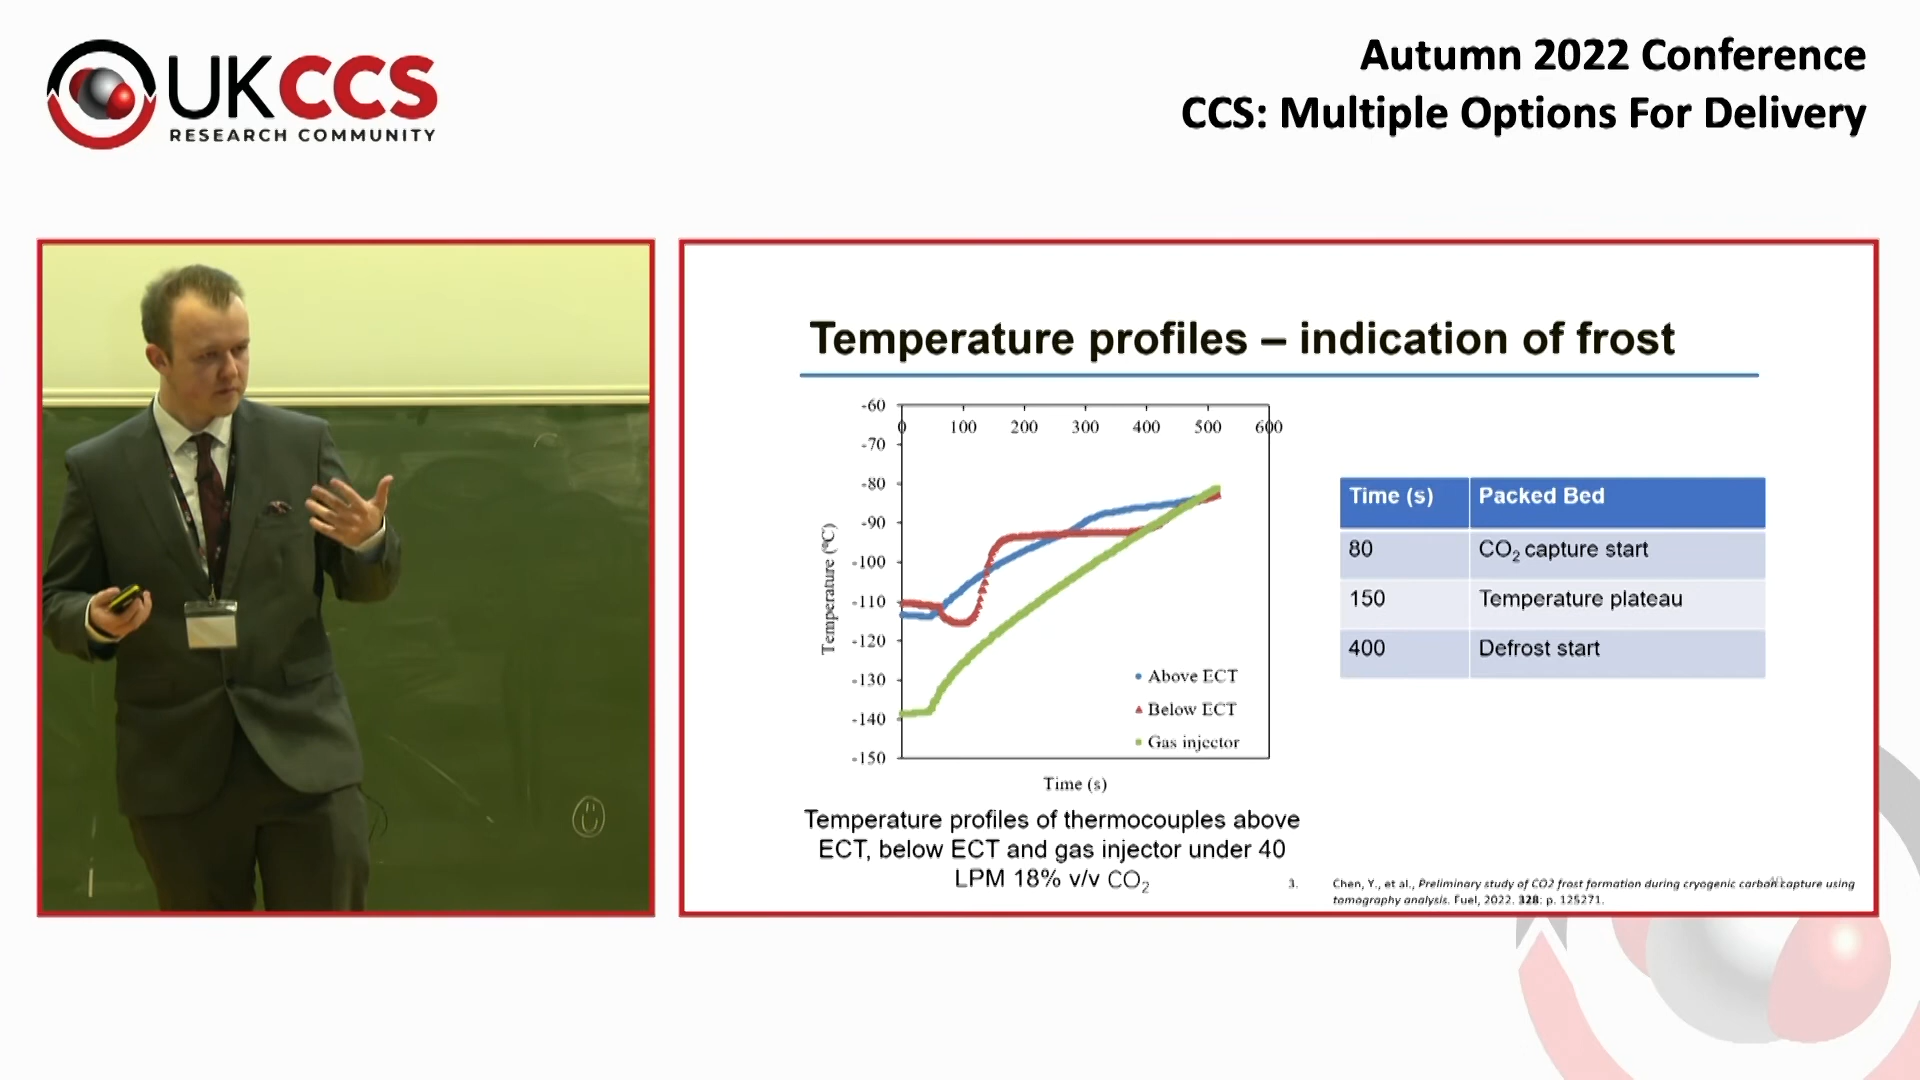 UKCCS
RESEARCH COMMUNITY
Autumn 2022 Conference
CCS: Multiple Options For Delivery
Temperature profiles – indication of frost
-60
0 100 200 300 400 500 600
-70
-80
-90
-100
-110
-120
-130
-140
-150
Temperature (°C)
Above ECT
Below ECT
Gas injector
Time (s)
Temperature profiles of thermocouples above
ECT, below ECT and gas injector under 40
LPM 18% v/v CO₂
Time (s) Packed Bed
80 CO₂ capture start
150 Temperature plateau
400 Defrost start
3. Chen, Y., et al., Preliminary study of CO2 frost formation during cryogenic carbon capture using
tomography analysis. Fuel, 2022. 328: p. 125271.